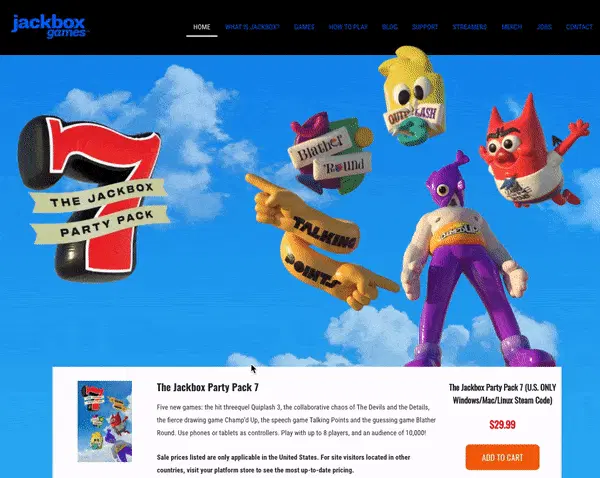 jackbox
games
HOME WHAT IS JACKBOX? GAMES HOW TO PLAY BLOG SUPPORT STREAMERS MERCH JOBS CONTACT
7
THE JACKBOX
PARTY PACK
Blather
'Round
QUIPLASH
3
TALKING
POINTS
CHAMP'D UP
The Jackbox Party Pack 7
Five new games: the hit threequel Quiplash 3, the collaborative chaos of The Devils and the Details,
the fierce drawing game Champ'd Up, the speech game Talking Points and the guessing game Blather
Round. Use phones or tablets as controllers. Play with up to 8 players, and an audience of 10,000!
Sale prices listed are only applicable in the United States. For site visitors located in other
countries, visit your platform store to see the most up-to-date pricing.
The Jackbox Party Pack 7 (U.S. ONLY
Windows/Mac/Linux Steam Code)
$29.99
ADD TO CART